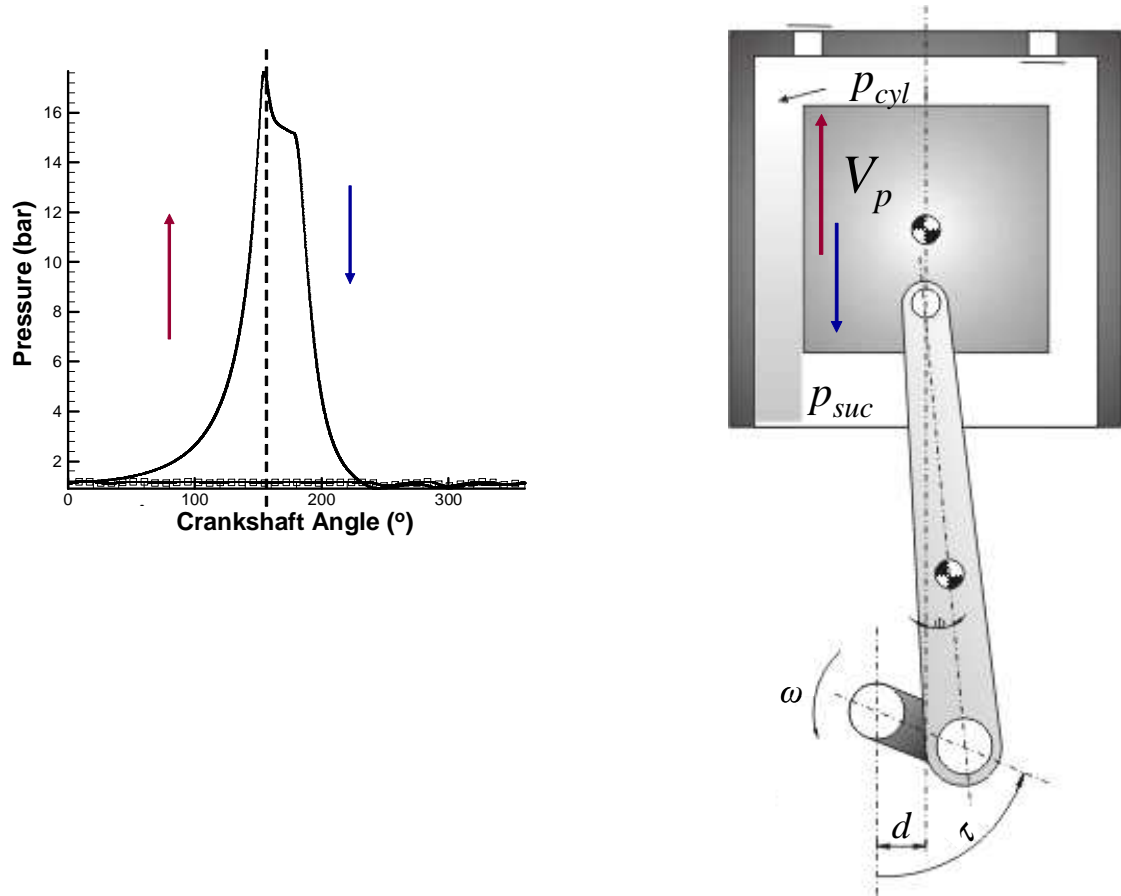 16
14
12
10
8
6
4
2
0
100
200
300
Pressure (bar)
Crankshaft Angle (º)
p_cyl
V_p
p_suc
ω
d
τ